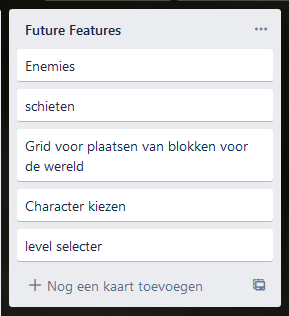 Future Features
Enemies
schieten
Grid voor plaatsen van blokken voor
de wereld
Character kiezen
level selecter
Nog een kaart toevoegen